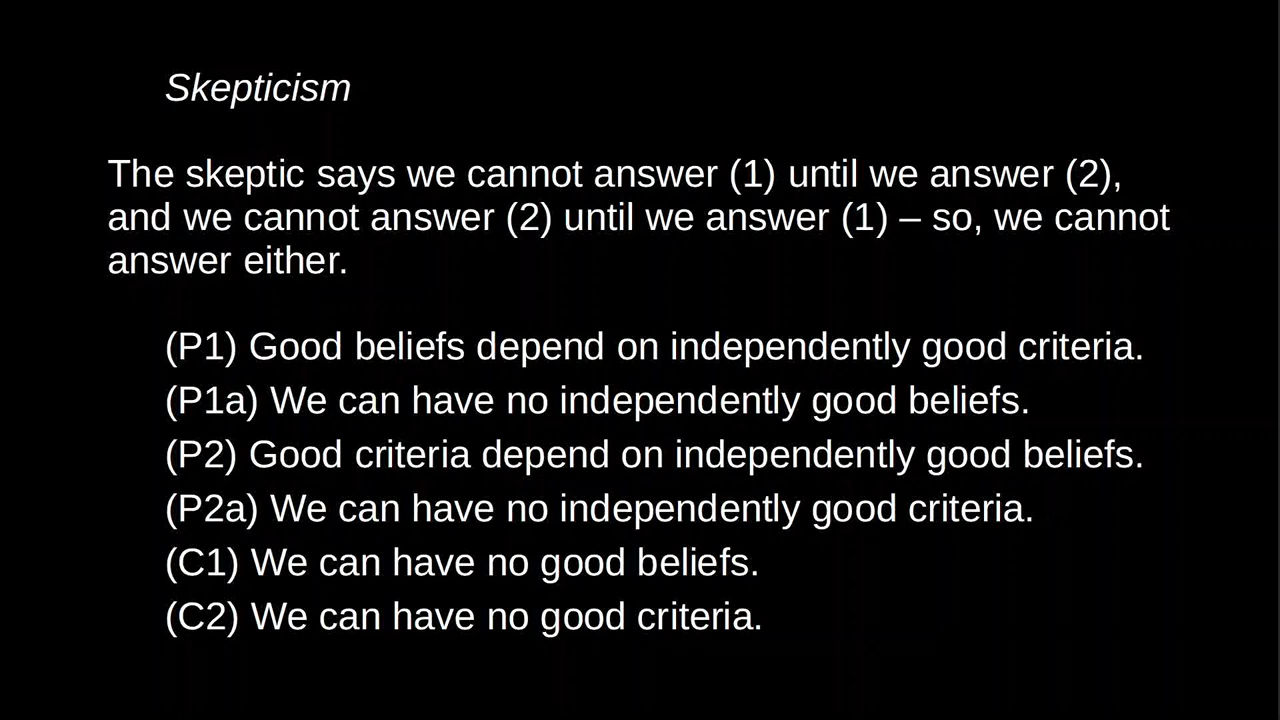 Skepticism
The skeptic says we cannot answer (1) until we answer (2),
and we cannot answer (2) until we answer (1) – so, we cannot
answer either.
(P1) Good beliefs depend on independently good criteria.
(P1a) We can have no independently good beliefs.
(P2) Good criteria depend on independently good beliefs.
(P2a) We can have no independently good criteria.
(C1) We can have no good beliefs.
(C2) We can have no good criteria.